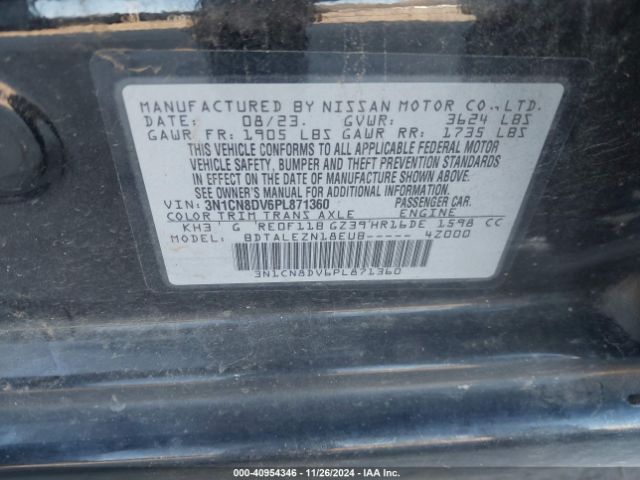 MANUFACTURED BY NISSAN MOTOR CO., LTD.
DATE: 08/23. GVWR: 3624 LBS
GAWR FR: 1905 LBS GAWR RR: 1735 LBS
THIS VEHICLE CONFORMS TO ALL APPLICABLE FEDERAL MOTOR
VEHICLE SAFETY, BUMPER AND THEFT PREVENTION STANDARDS
IN EFFECT ON THE DATE OF MANUFACTURE SHOWN ABOVE.
SEE OWNER'S MANUAL FOR ADDITIONAL INFORMATION.
VIN: 3N1CN8DV6PL871360 PASSENGER CAR.
COLOR TRIM TRANS AXLE ENGINE
KH3 G RE0F11B GZ39 HR16DE 1598 CC
MODEL: BDTALEZN18EUB----- 4Z000
3N1CN8DV6PL871360
000-40954346 | 11/26/2024 - IAA Inc.